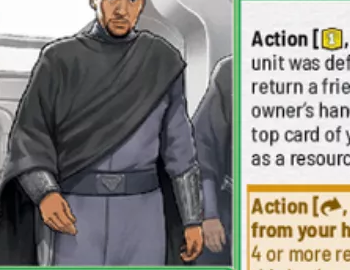 Action [1,
unit was def
return a frie
owner's han
top card of y
as a resourc
Action [
from your h
4 or more re